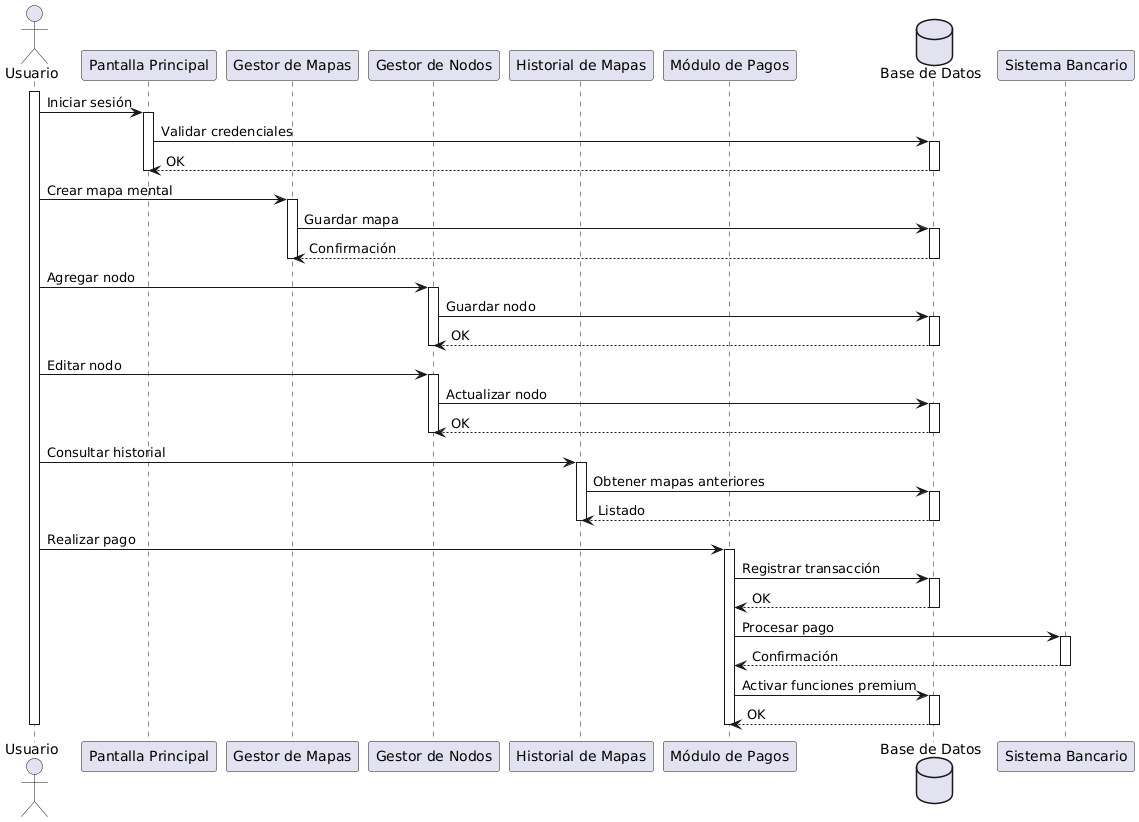 Usuario
Pantalla Principal
Gestor de Mapas
Gestor de Nodos
Historial de Mapas
Módulo de Pagos
Base de Datos
Sistema Bancario
Iniciar sesión
Validar credenciales
OK
Crear mapa mental
Guardar mapa
Confirmación
Agregar nodo
Guardar nodo
OK
Editar nodo
Actualizar nodo
OK
Consultar historial
Obtener mapas anteriores
Listado
Realizar pago
Registrar transacción
OK
Procesar pago
Confirmación
Activar funciones premium
OK
Usuario
Pantalla Principal
Gestor de Mapas
Gestor de Nodos
Historial de Mapas
Módulo de Pagos
Base de Datos
Sistema Bancario